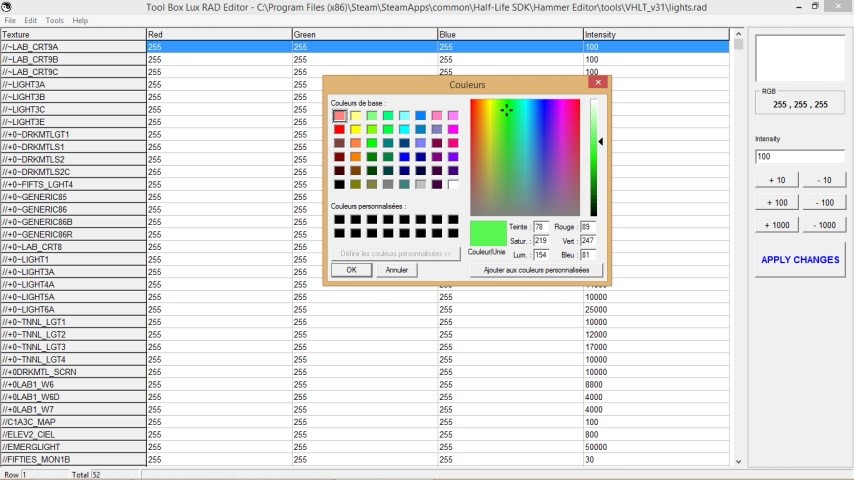 Tool Box Lux RAD Editor - C:\Program Files (x86)\Steam\SteamApps\common\Half-Life SDK\Hammer Editor\tools\VHLT_v31\lights.rad
File Edit Tools Help
Texture Red Green Blue Intensity
//~LAB_CRT9A 255 255 255 100
//~LAB_CRT9B 255 255 255 100
//~LAB_CRT9C 255 255 255 100
//~LIGHT3A 255
//~LIGHT3B 255
//~LIGHT3C 255
//~LIGHT3E 255
//+0~DRKMTLGT1 255
//+0~DRKMTLS1 255
//+0~DRKMTLS2 255
//+0~DRKMTLS2C 255
//+0~FIFTS_LGHT4 255
//+0~GENERIC85 255
//+0~GENERIC86 255
//+0~GENERIC86B 255
//+0~GENERIC86R 255
//+0~LAB_CRT8 255
//+0~LIGHT1 255
//+0~LIGHT3A 255
//+0~LIGHT4A 255 255 255
//+0~LIGHT5A 255 255 255 10000
//+0~LIGHT6A 255 255 255 25000
//+0~TNNL_LGT1 255 255 255 10000
//+0~TNNL_LGT2 255 255 255 12000
//+0~TNNL_LGT3 255 255 255 17000
//+0~TNNL_LGT4 255 255 255 10000
//+0DRKMTL_SCRN 255 255 255 10000
//+0LAB1_W6 255 255 255 8800
//+0LAB1_W6D 255 255 255 4000
//+0LAB1_W7 255 255 255 4000
//C1A3C_MAP 255 255 255 100
//ELEV2_CIEL 255 255 255 800
//EMERGLIGHT 255 255 255 50000
//FIFTIES_MON1B 255 255 255 30
Row 1 Total 52
Couleurs
Couleurs de base :
Couleurs personnalisées :
Définir les couleurs personnalisées >>
OK Annuler
Couleur|Unie
Teinte : 78 Rouge : 89
Satur. : 219 Vert : 247
Lum. : 154 Bleu : 81
Ajouter aux couleurs personnalisées
RGB
255 , 255 , 255
Intensity
100
+ 10 - 10
+ 100 - 100
+ 1000 - 1000
APPLY CHANGES